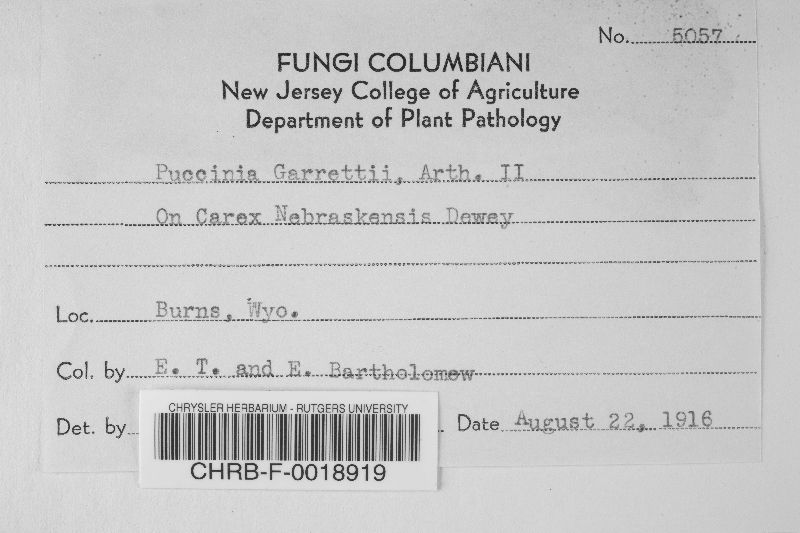 No. 5057
FUNGI COLUMBIANI
New Jersey College of Agriculture
Department of Plant Pathology
Puccinia Garrettii, Arth. II
On Carex Nebraskensis Dewey
Loc. Burns, Wyo.
Col. by E. T. and E. Bartholomew
Det. by
Date August 22, 1916
CHRYSLER HERBARIUM - RUTGERS UNIVERSITY
CHRB-F-0018919